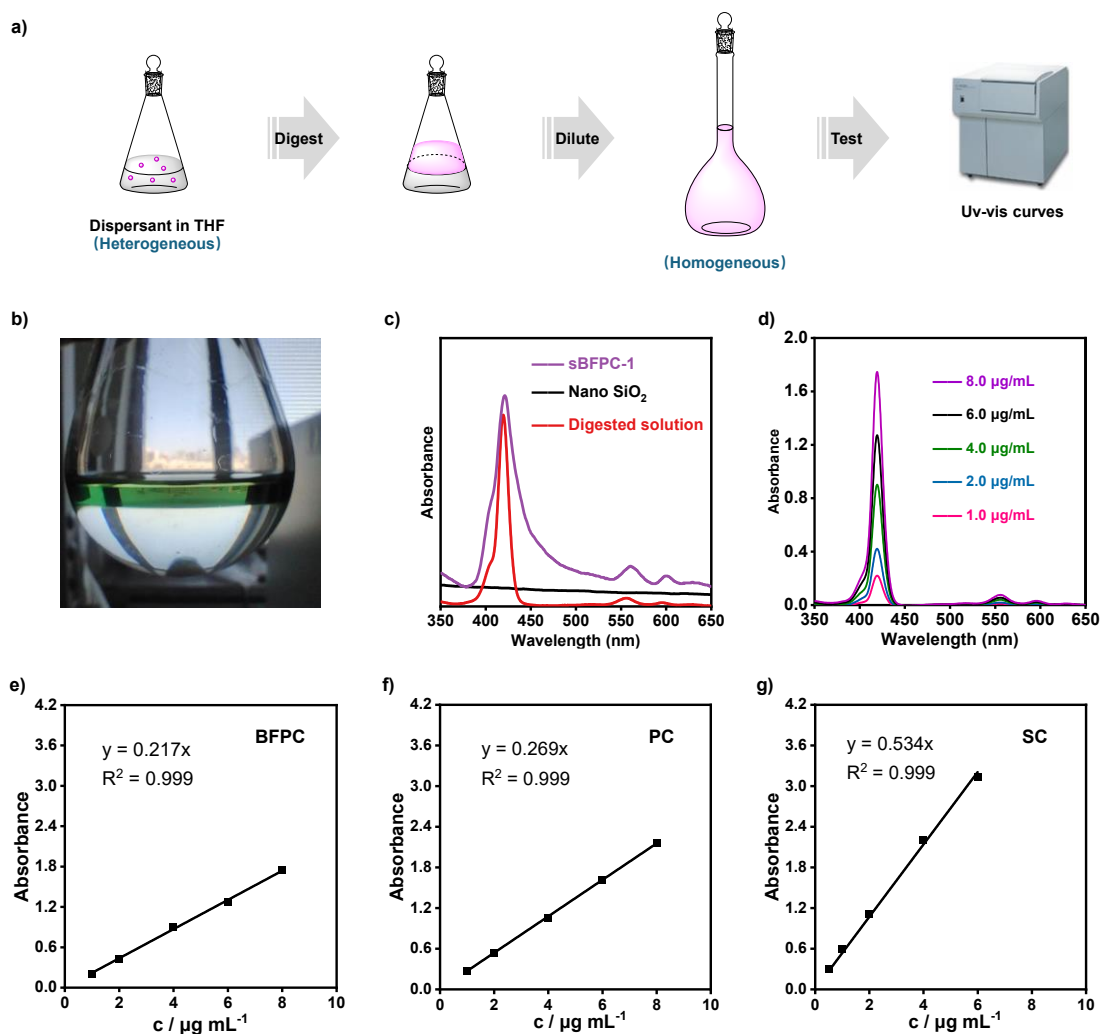 a)
Digest
Dilute
Test
Dispersant in THF
(Heterogeneous)
(Homogeneous)
Uv-vis curves
b)
c)
sBFPC-1
Nano SiO₂
Digested solution
Absorbance
350 400 450 500 550 600 650
Wavelength (nm)
d)
2.0
1.6
1.2
0.8
0.4
0.0
8.0 µg/mL
6.0 µg/mL
4.0 µg/mL
2.0 µg/mL
1.0 µg/mL
Absorbance
350 400 450 500 550 600 650
Wavelength (nm)
e)
4.2
3.6
3.0
2.4
1.8
1.2
0.6
0.0
y = 0.217x
R² = 0.999
BFPC
Absorbance
0 2 4 6 8 10
c / µg mL⁻¹
f)
4.2
3.6
3.0
2.4
1.8
1.2
0.6
0.0
y = 0.269x
R² = 0.999
PC
Absorbance
0 2 4 6 8 10
c / µg mL⁻¹
g)
4.2
3.6
3.0
2.4
1.8
1.2
0.6
0.0
y = 0.534x
R² = 0.999
SC
Absorbance
0 2 4 6 8 10
c / µg mL⁻¹